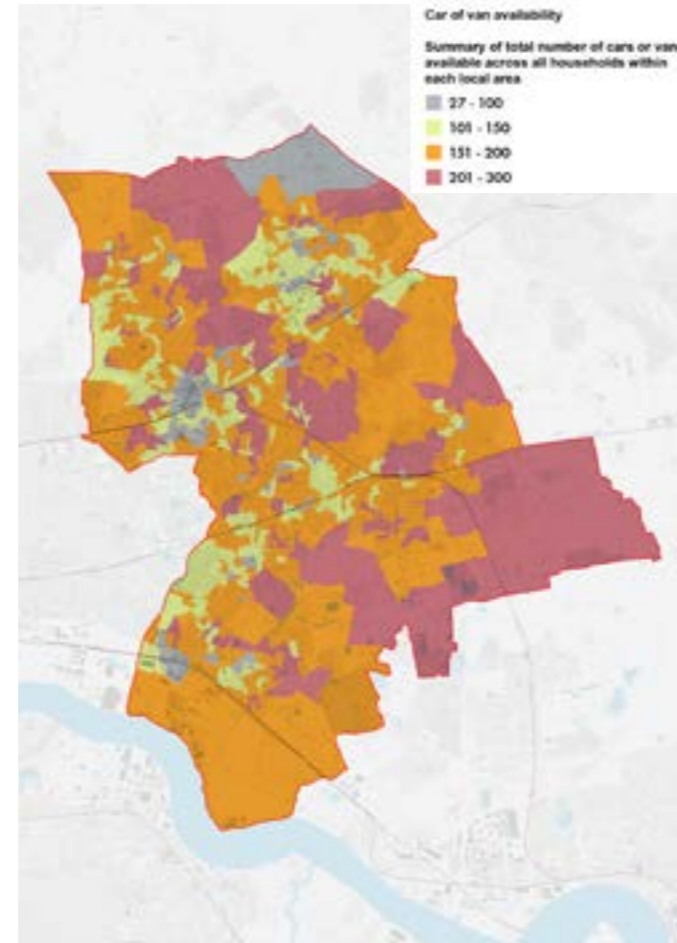 Car of van availability
Summary of total number of cars or van
available across all households within
each local area
27 - 100
101 - 150
151 - 200
201 - 300